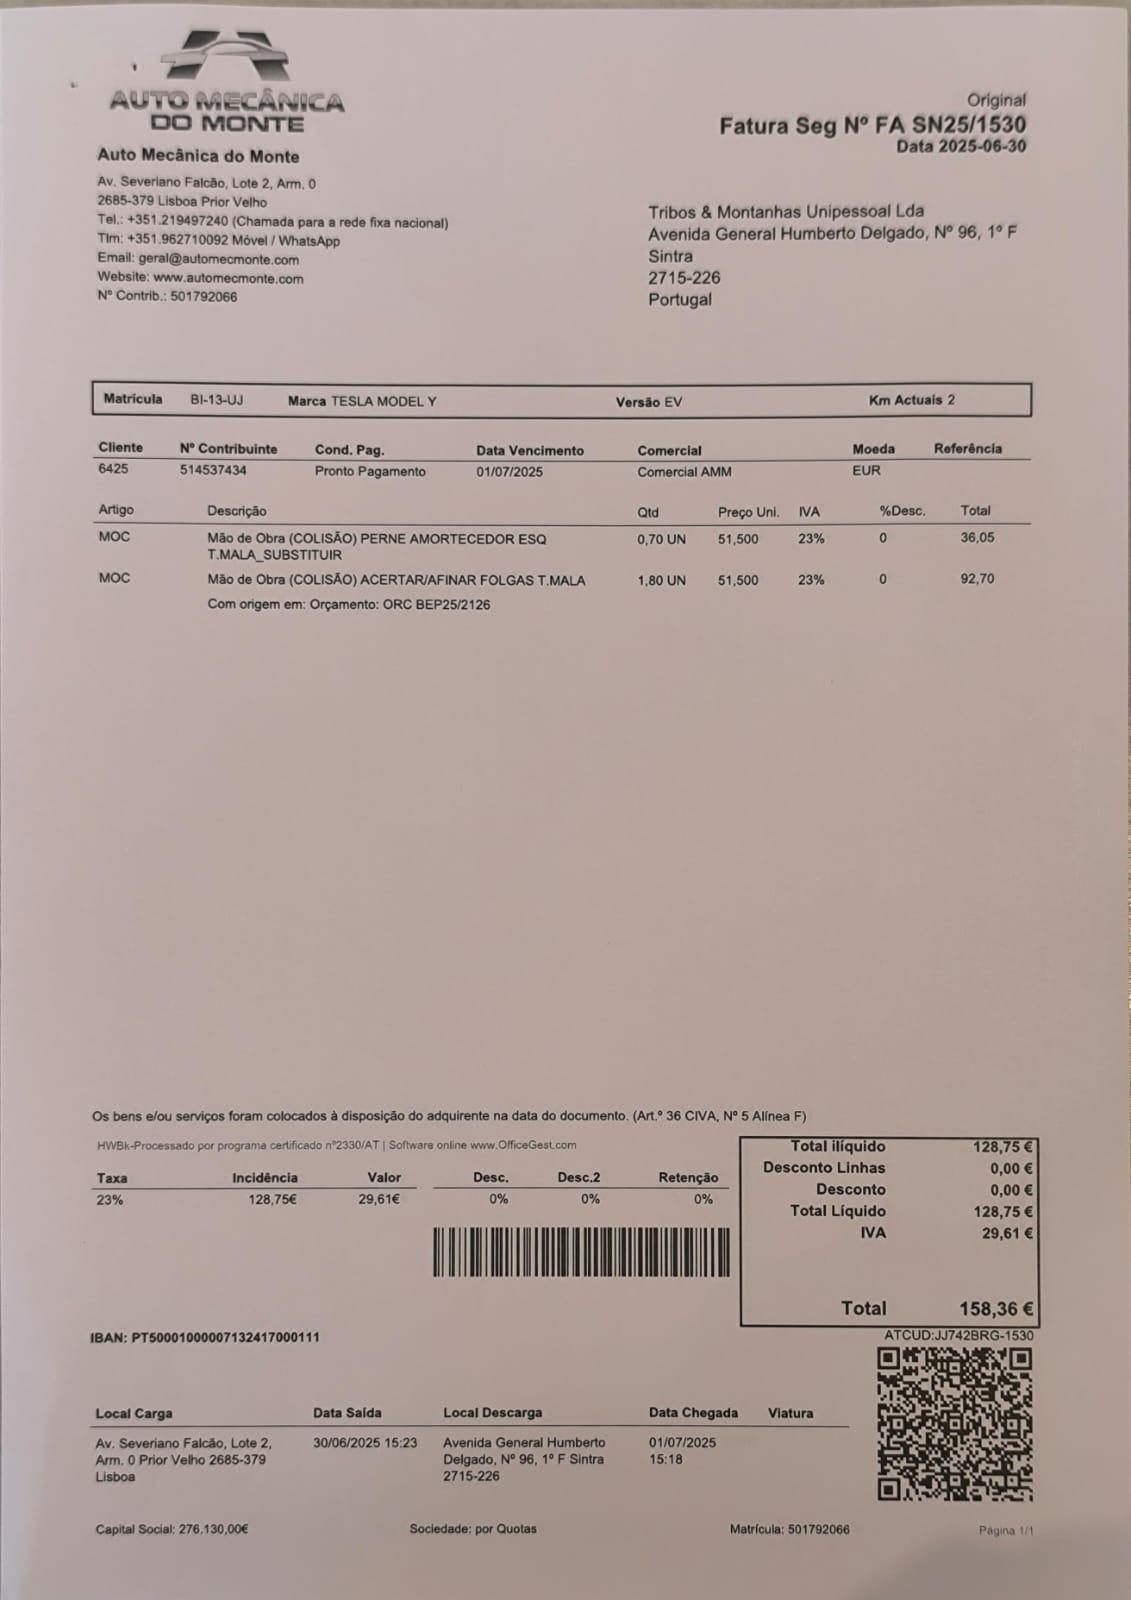 AUTO MECÂNICA
DO MONTE
Original
Fatura Seg Nº FA SN25/1530
Data 2025-06-30
Auto Mecânica do Monte
Av. Severiano Falcão, Lote 2, Arm. 0
2685-379 Lisboa Prior Velho
Tel.: +351.219497240 (Chamada para a rede fixa nacional)
Tlm: +351.962710092 Móvel / WhatsApp
Email: geral@automecmonte.com
Website: www.automecmonte.com
Nº Contrib.: 501792066
Tribos & Montanhas Unipessoal Lda
Avenida General Humberto Delgado, Nº 96, 1º F
Sintra
2715-226
Portugal
Matrícula BI-13-UJ Marca TESLA MODEL Y Versão EV Km Actuais 2
Cliente Nº Contribuinte Cond. Pag. Data Vencimento Comercial Moeda Referência
6425 514537434 Pronto Pagamento 01/07/2025 Comercial AMM EUR
Artigo Descrição Qtd Preço Uni. IVA %Desc. Total
MOC Mão de Obra (COLISÃO) PERNE AMORTECEDOR ESQ 0,70 UN 51,500 23% 0 36,05
T.MALA_SUBSTITUIR
MOC Mão de Obra (COLISÃO) ACERTAR/AFINAR FOLGAS T.MALA 1,80 UN 51,500 23% 0 92,70
Com origem em: Orçamento: ORC BEP25/2126
Os bens e/ou serviços foram colocados à disposição do adquirente na data do documento. (Art.º 36 CIVA, Nº 5 Alínea F)
HWBk-Processado por programa certificado nº2330/AT | Software online www.OfficeGest.com
Taxa Incidência Valor Desc. Desc.2 Retenção
23% 128,75€ 29,61€ 0% 0% 0%
Total ilíquido 128,75 €
Desconto Linhas 0,00 €
Desconto 0,00 €
Total Líquido 128,75 €
IVA 29,61 €
Total 158,36 €
IBAN: PT50001000007132417000111
ATCUD:JJ742BRG-1530
Local Carga Data Saída Local Descarga Data Chegada Viatura
Av. Severiano Falcão, Lote 2, 30/06/2025 15:23 Avenida General Humberto 01/07/2025
Arm. 0 Prior Velho 2685-379 Delgado, Nº 96, 1º F Sintra 15:18
Lisboa 2715-226
Capital Social: 276.130,00€ Sociedade: por Quotas Matrícula: 501792066 Página 1/1